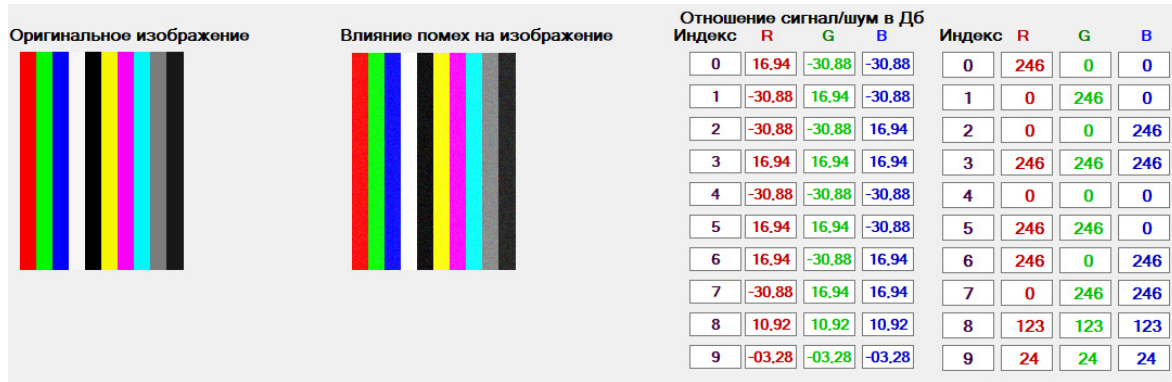 Отношение сигнал/шум в Дб
Оригинальное изображение Влияние помех на изображение Индекс R G B Индекс R G B
0 16,94 -30,88 -30,88 0 246 0 0
1 -30,88 16,94 -30,88 1 0 246 0
2 -30,88 -30,88 16,94 2 0 0 246
3 16,94 16,94 16,94 3 246 246 246
4 -30,88 -30,88 -30,88 4 0 0 0
5 16,94 16,94 -30,88 5 246 246 0
6 16,94 -30,88 16,94 6 246 0 246
7 -30,88 16,94 16,94 7 0 246 246
8 10,92 10,92 10,92 8 123 123 123
9 -03,28 -03,28 -03,28 9 24 24 24